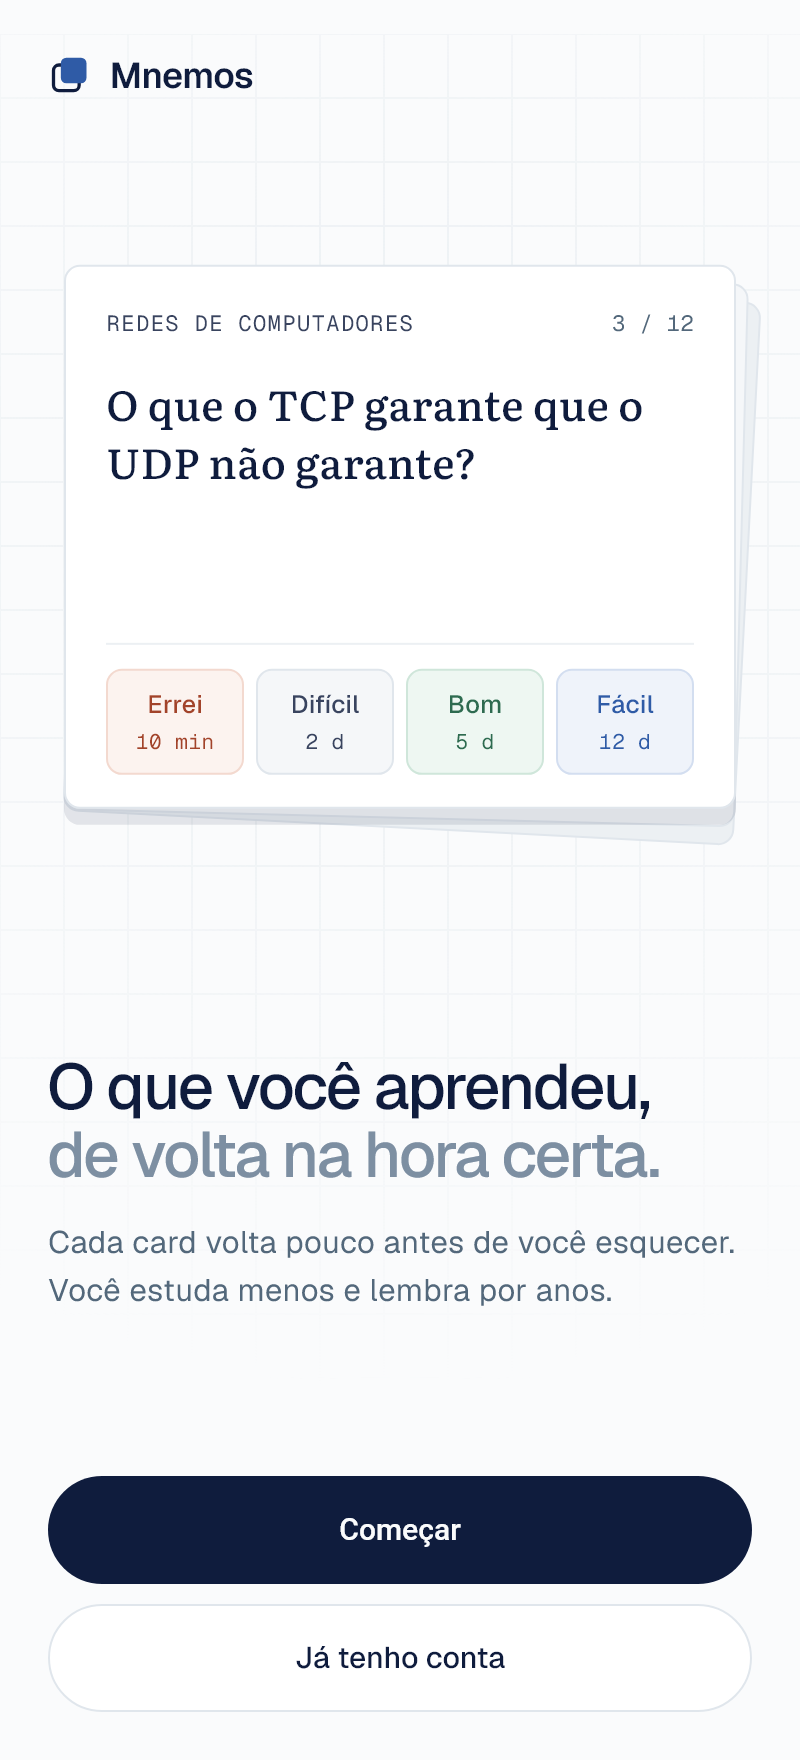 Mnemos
REDES DE COMPUTADORES 3 / 12
O que o TCP garante que o
UDP não garante?
Errei Difícil Bom Fácil
10 min 2 d 5 d 12 d
O que você aprendeu,
de volta na hora certa.
Cada card volta pouco antes de você esquecer.
Você estuda menos e lembra por anos.
Começar
Já tenho conta